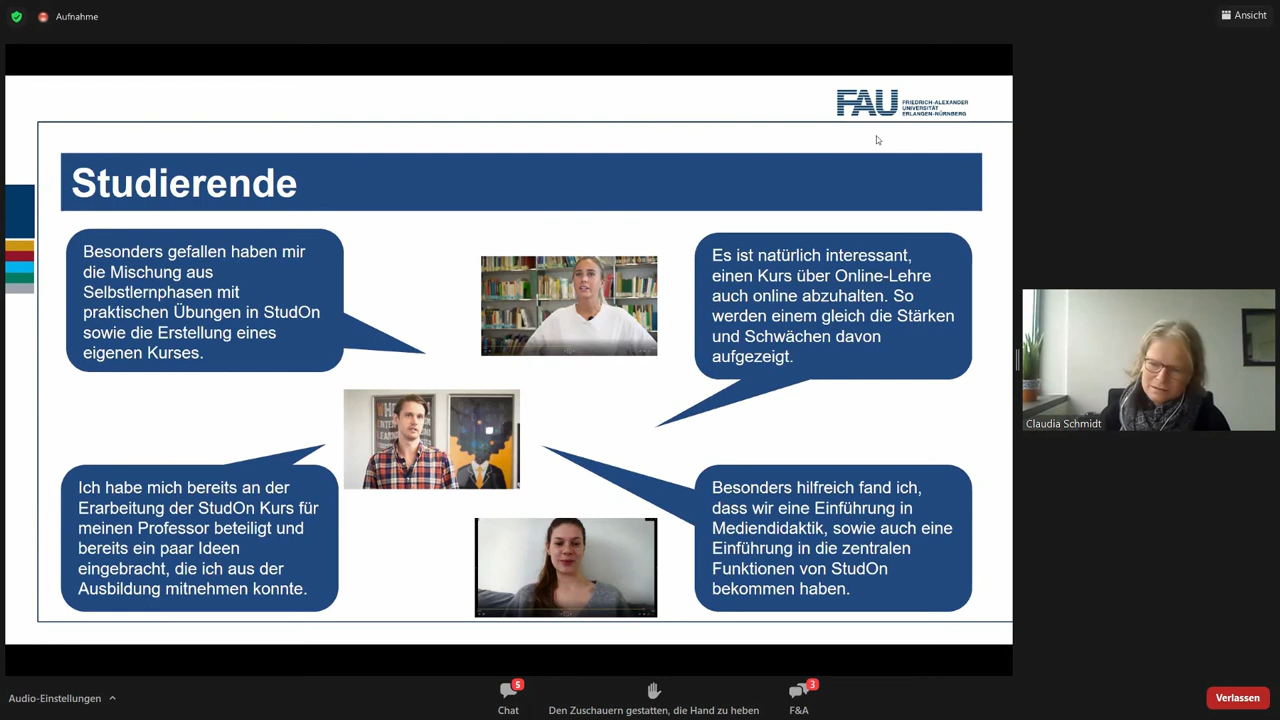 Aufnahme
Ansicht
FAU
FRIEDRICH-ALEXANDER
UNIVERSITÄT
ERLANGEN-NÜRNBERG
Studierende
Besonders gefallen haben mir
die Mischung aus
Selbstlernphasen mit
praktischen Übungen in StudOn
sowie die Erstellung eines
eigenen Kurses.
Es ist natürlich interessant,
einen Kurs über Online-Lehre
auch online abzuhalten. So
werden einem gleich die Stärken
und Schwächen davon
aufgezeigt.
Ich habe mich bereits an der
Erarbeitung der StudOn Kurs für
meinen Professor beteiligt und
bereits ein paar Ideen
eingebracht, die ich aus der
Ausbildung mitnehmen konnte.
Besonders hilfreich fand ich,
dass wir eine Einführung in
Mediendidaktik, sowie auch eine
Einführung in die zentralen
Funktionen von StudOn
bekommen haben.
Claudia Schmidt
Audio-Einstellungen
5
Chat
Den Zuschauern gestatten, die Hand zu heben
3
F&A
Verlassen